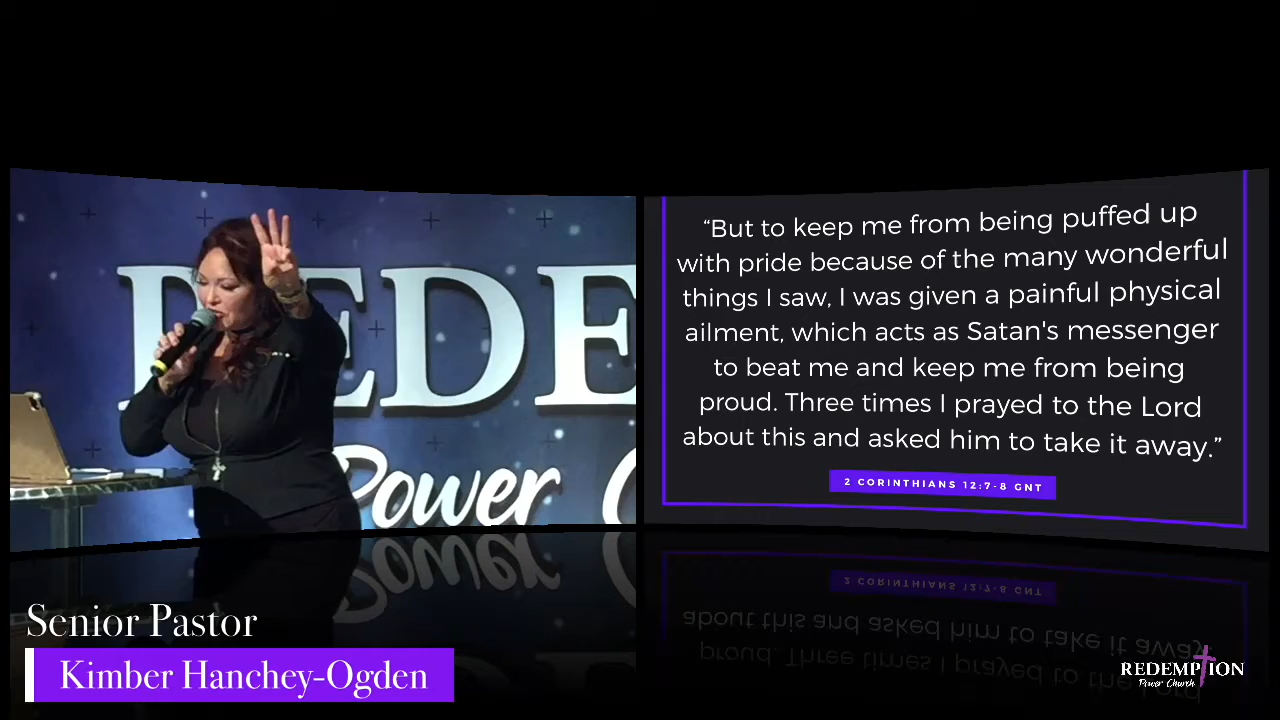 REDE
Power C
“But to keep me from being puffed up
with pride because of the many wonderful
things I saw, I was given a painful physical
ailment, which acts as Satan's messenger
to beat me and keep me from being
proud. Three times I prayed to the Lord
about this and asked him to take it away.”
2 CORINTHIANS 12:7-8 GNT
Senior Pastor
Kimber Hanchey-Ogden
REDEMPTION
Power Church